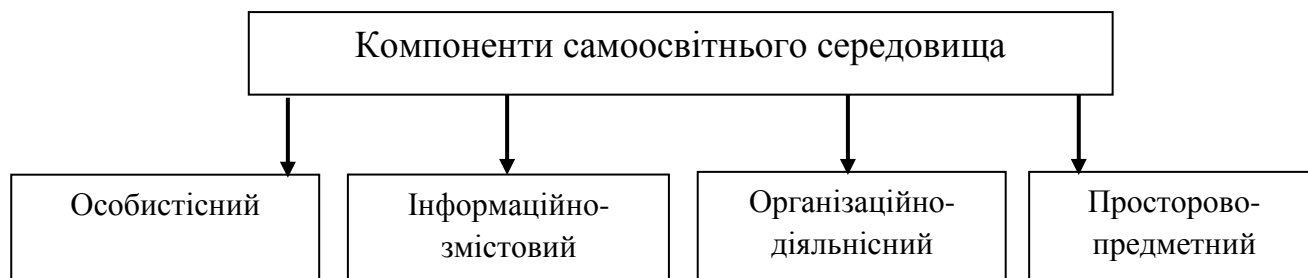 Компоненти самоосвітнього середовища
Особистісний
Інформаційно-
змістовий
Організаційно-
діяльнісний
Просторово-
предметний